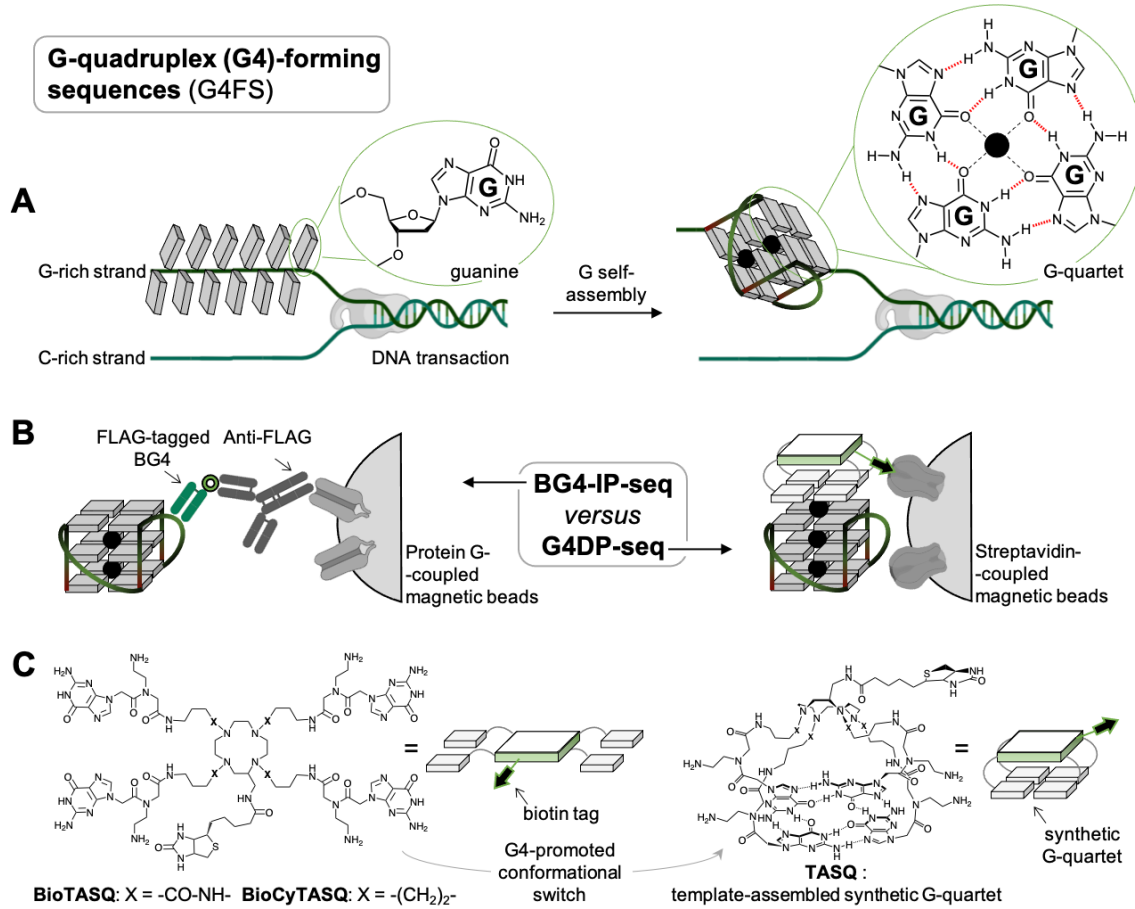 G-quadruplex (G4)-forming
sequences (G4FS)
A
G-rich strand
C-rich strand
guanine
DNA transaction
G self-
assembly
G-quartet
B
FLAG-tagged
BG4
Anti-FLAG
Protein G-
-coupled
magnetic beads
BG4-IP-seq
versus
G4DP-seq
Streptavidin-
-coupled
magnetic beads
C
=
biotin tag
G4-promoted
conformational
switch
BioTASQ: X = -CO-NH- BioCyTASQ: X = -(CH2)2-
TASQ :
template-assembled synthetic G-quartet
=
synthetic
G-quartet